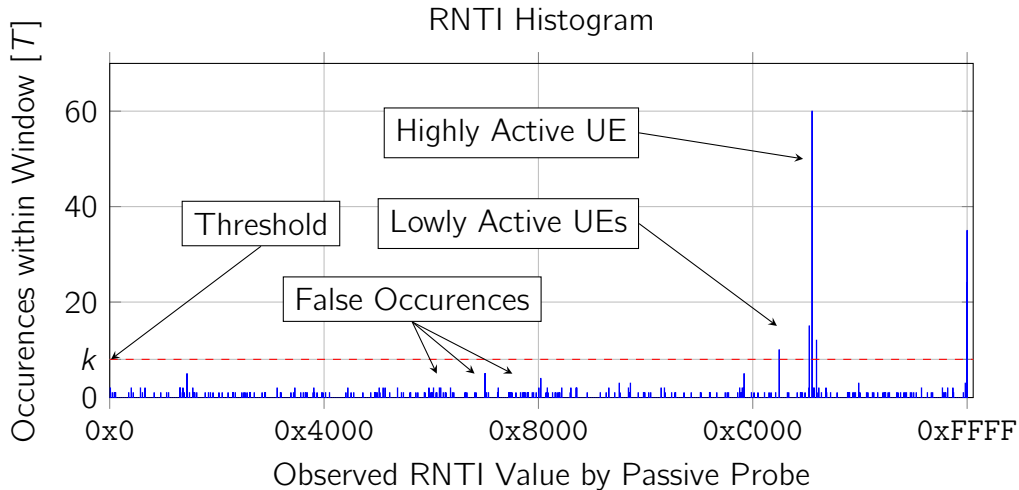 RNTI Histogram
Occurences within Window [T]
60
40
20
k
0
Highly Active UE
Threshold
Lowly Active UEs
False Occurences
0x0
0x4000
0x8000
0xC000
0xFFFF
Observed RNTI Value by Passive Probe